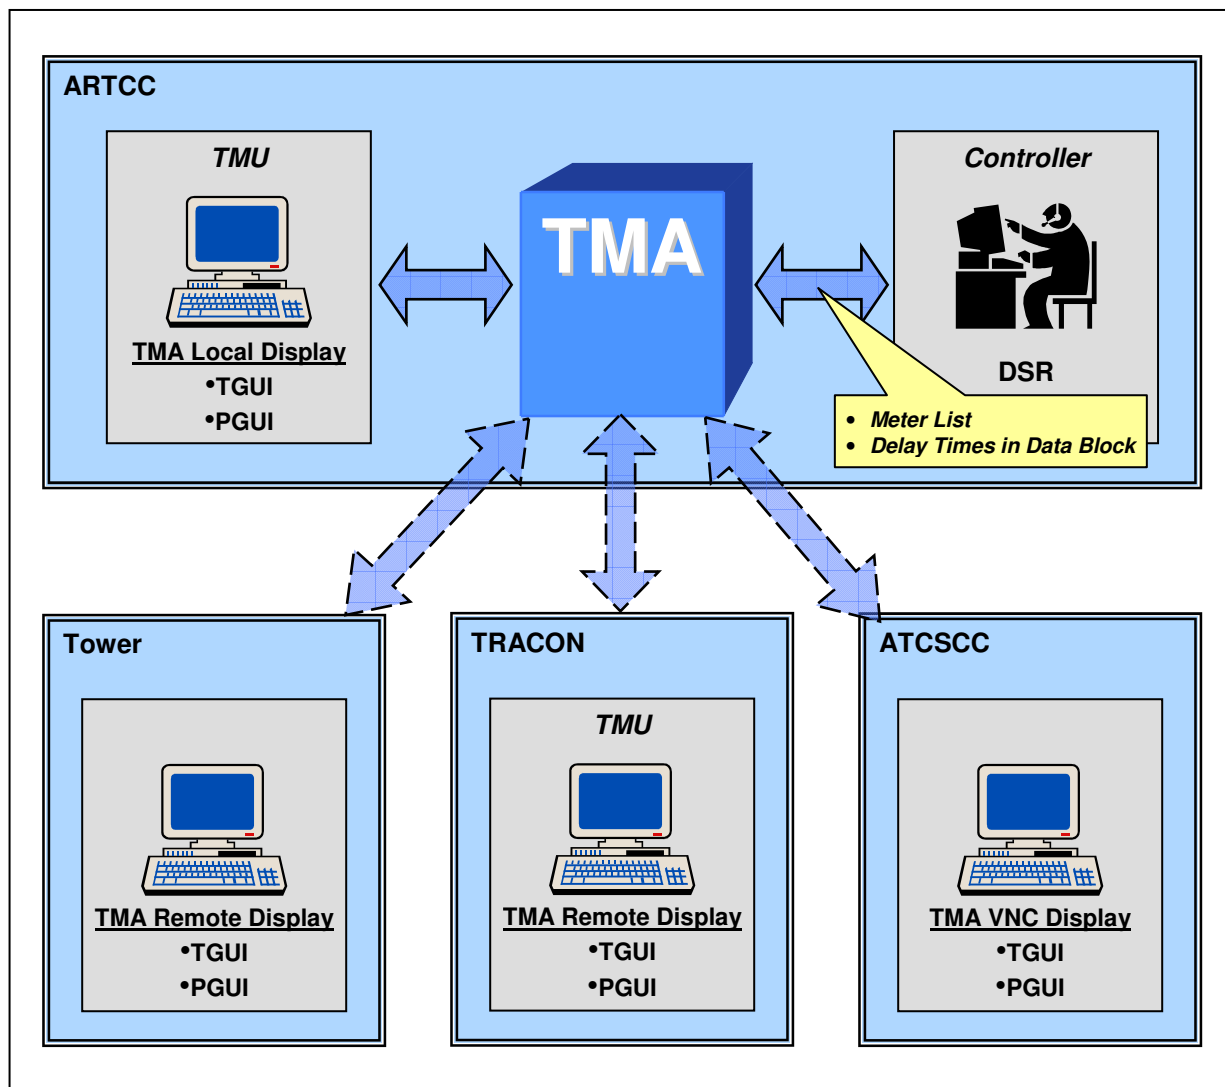 ARTCC
TMU
TMA Local Display
•TGUI
•PGUI
TMA
Controller
DSR
• Meter List
• Delay Times in Data Block
Tower
TMA Remote Display
•TGUI
•PGUI
TRACON
TMU
TMA Remote Display
•TGUI
•PGUI
ATCSCC
TMA VNC Display
•TGUI
•PGUI